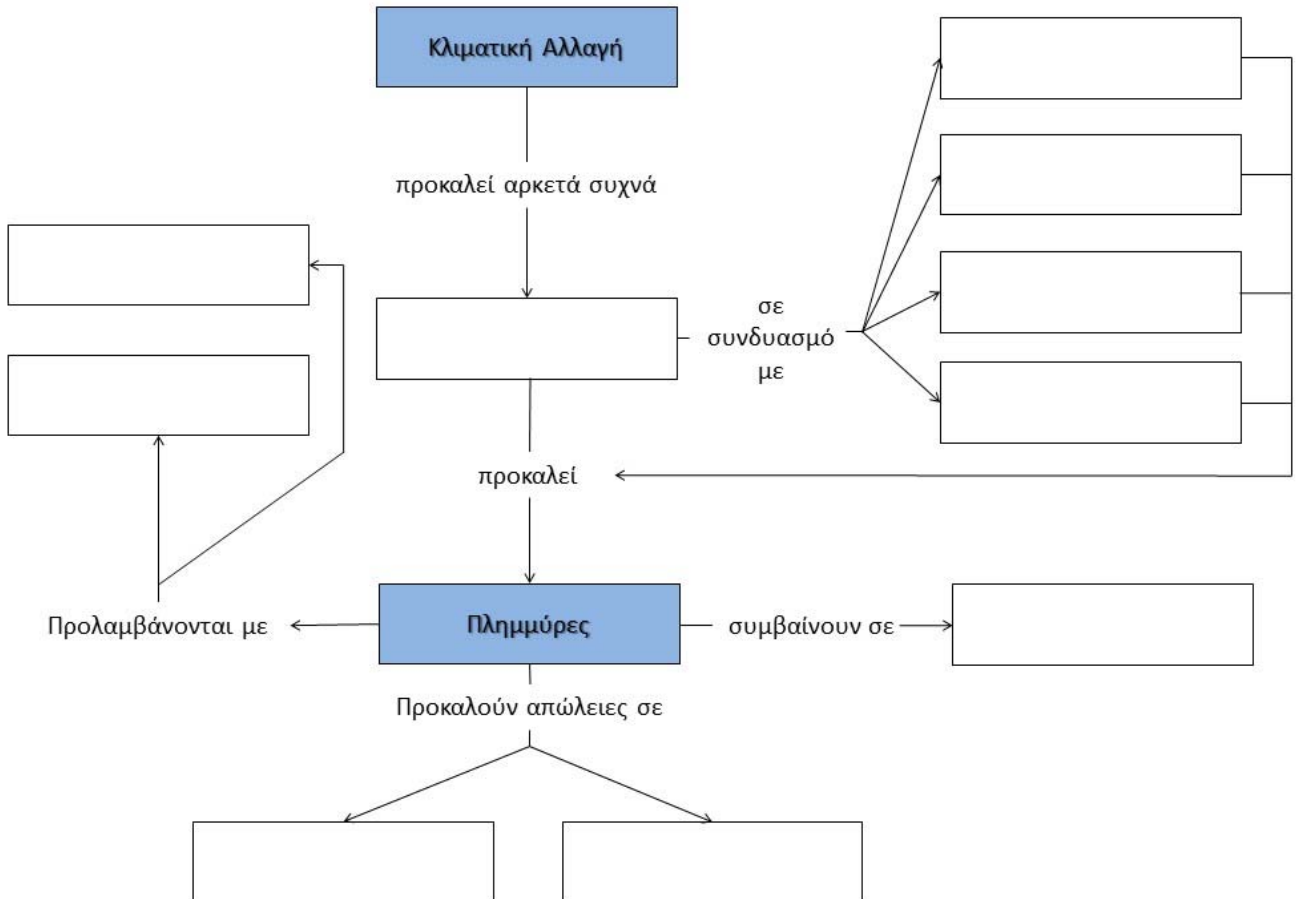 Κλιματική Αλλαγή
προκαλεί αρκετά συχνά
σε
συνδυασμό
με
προκαλεί
Προλαμβάνονται με
Πλημμύρες
συμβαίνουν σε
Προκαλούν απώλειες σε